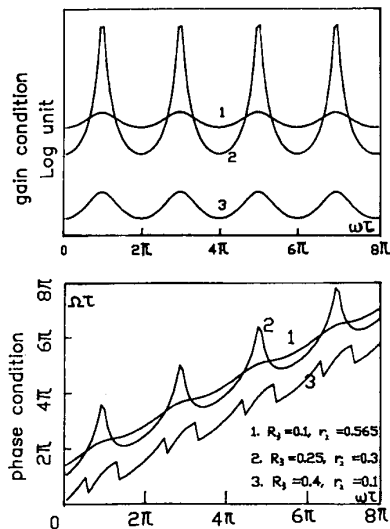 gain condition
Log unit
1
2
3
0 2π 4π 6π 8π
ωτ
phase condition
Ωτ
8π
6π
4π
2π
0
2
1
3
1. R₃=0.1, r₂=0.565
2. R₃=0.25, r₂=0.3
3. R₃=0.4, r₂=0.1
2π 4π 6π 8π
ωτ